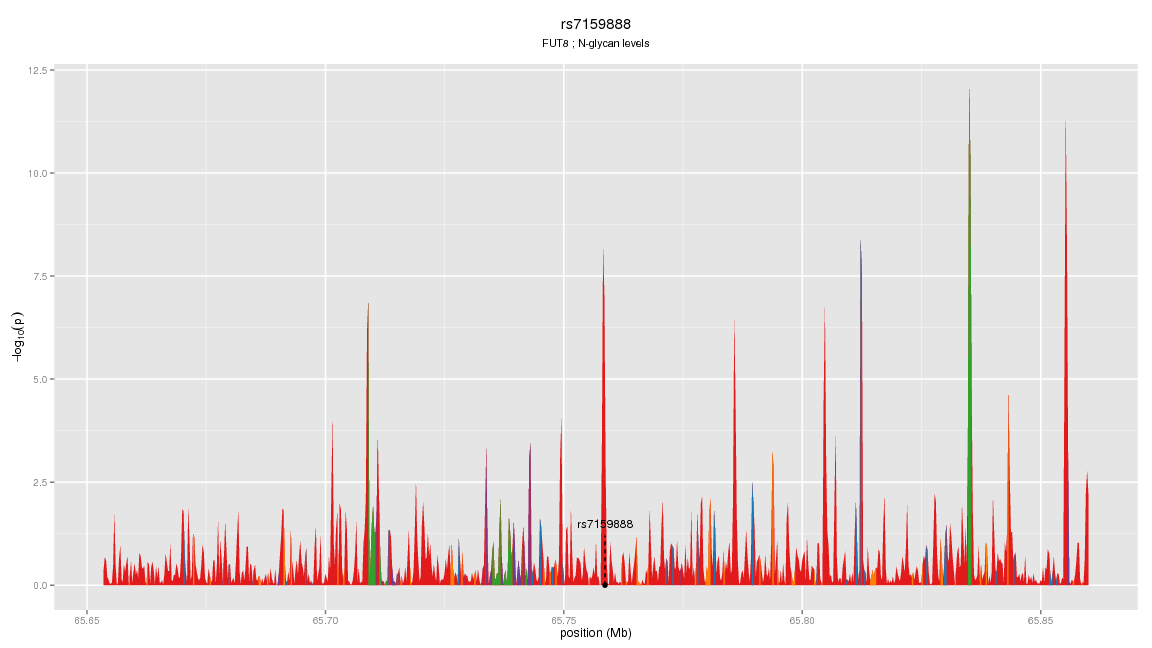 rs7159888
FUT8 ; N-glycan levels
12.5
10.0
7.5
5.0
2.5
0.0
−log10(p)
rs7159888
65.65 65.70 65.75 65.80 65.85
position (Mb)